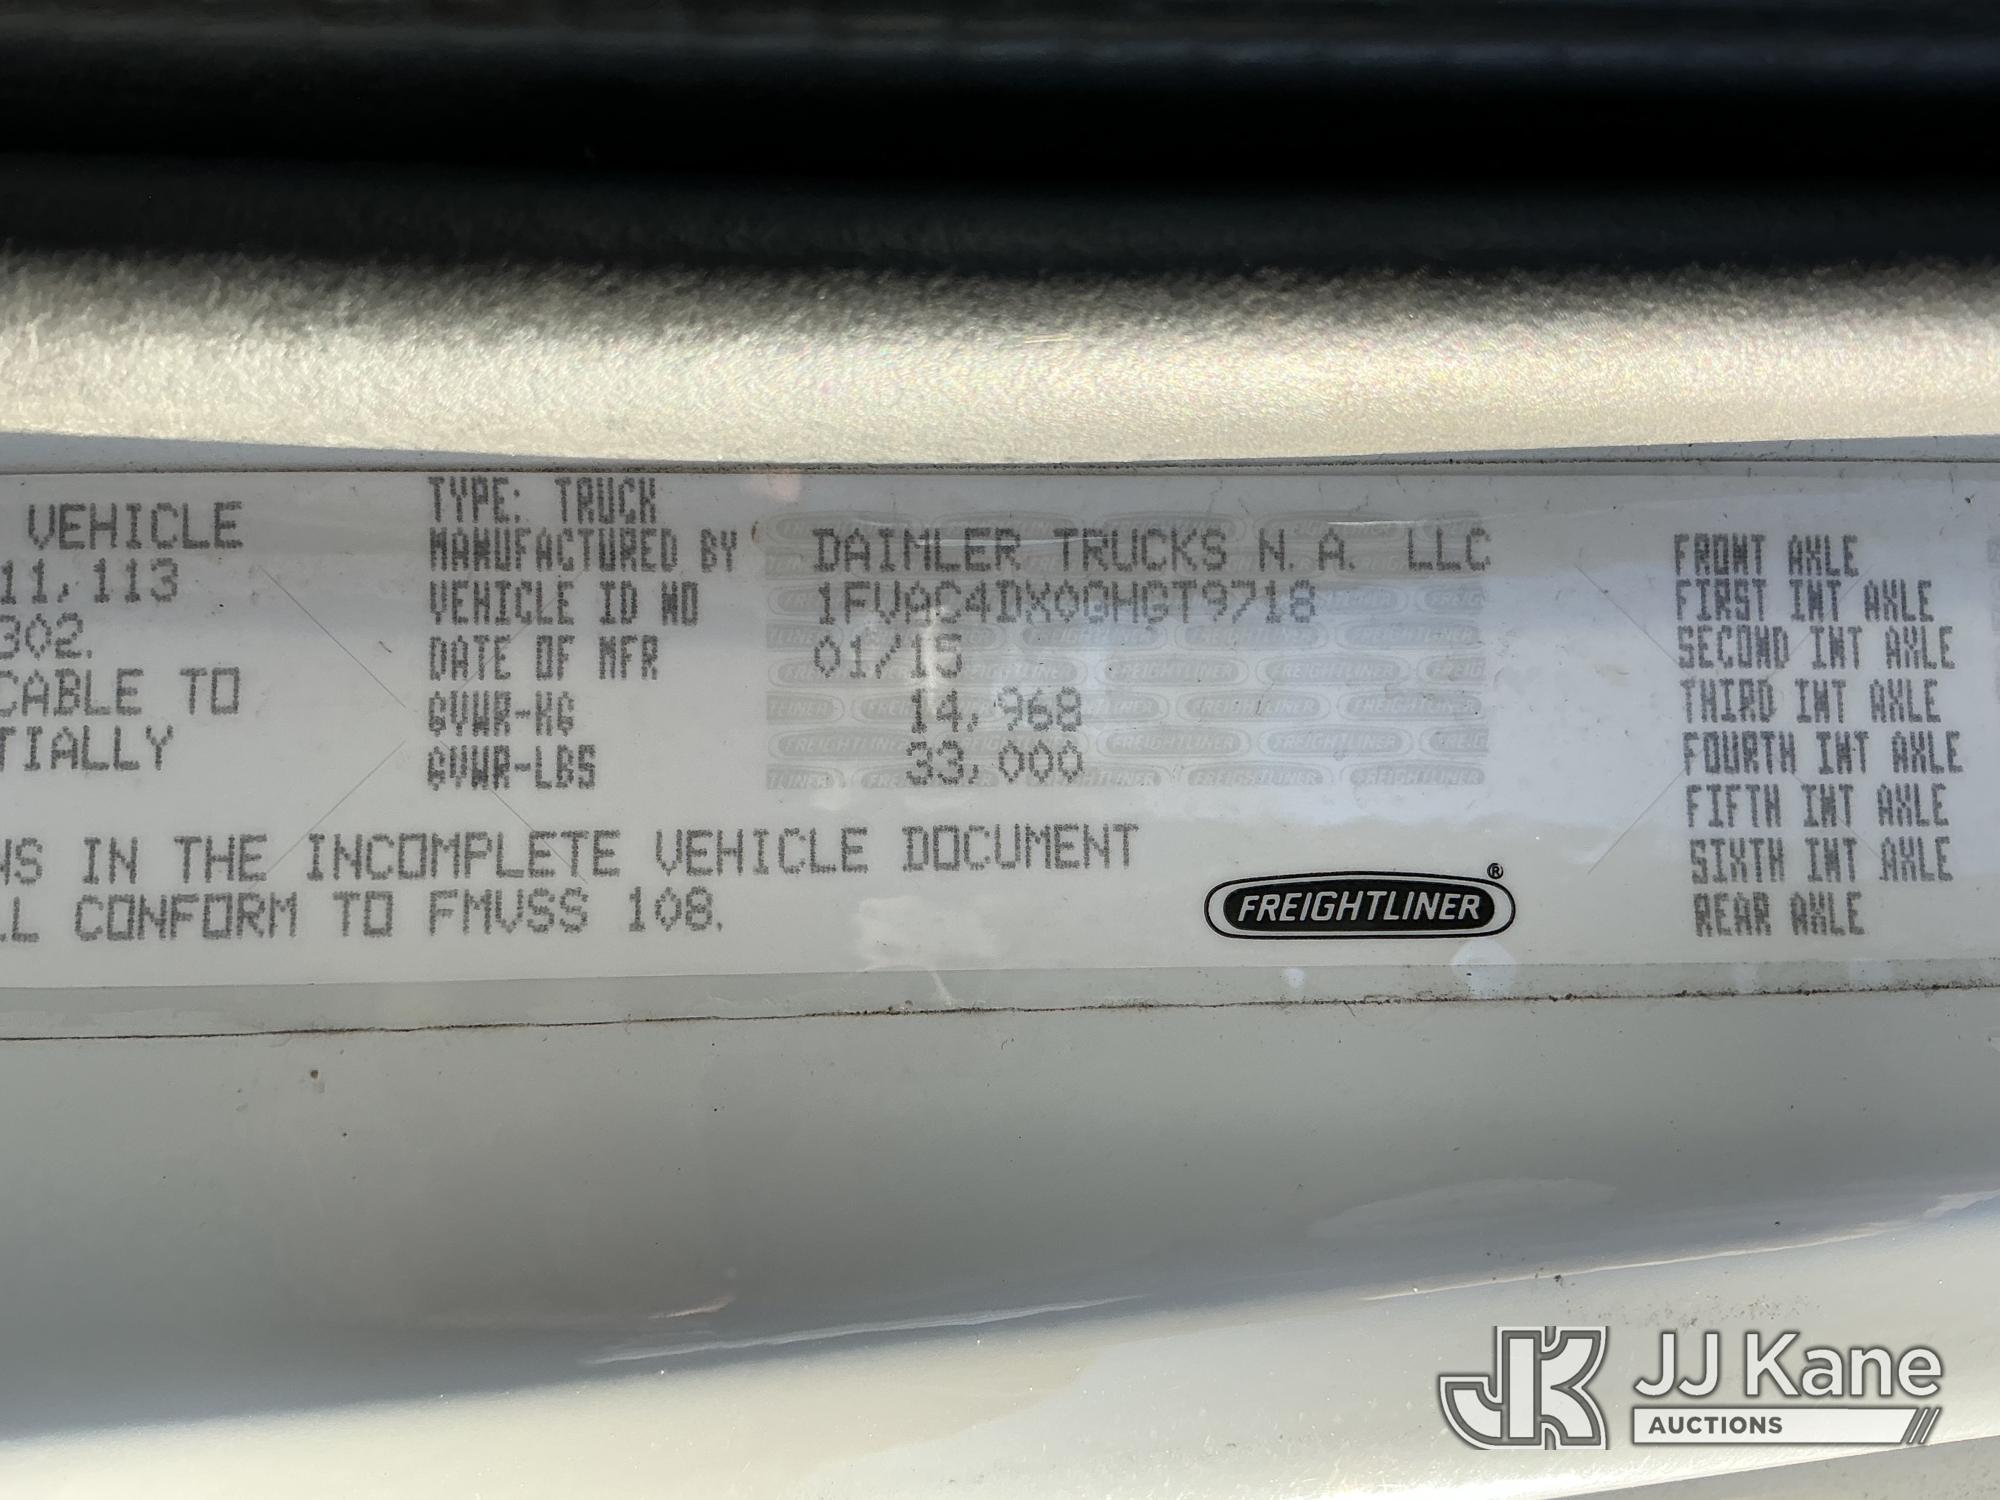 VEHICLE
11,113
302.
CABLE TO
TIALLY
TYPE: TRUCK
MANUFACTURED BY DAIMLER TRUCKS N.A. LLC
VEHICLE ID NO 1FVAC4DX0GHGT9718
DATE OF MFR 01/15
GVWR-KG 14,968
GVWR-LBS 33,000
NS IN THE INCOMPLETE VEHICLE DOCUMENT
LL CONFORM TO FMVSS 108.
FREIGHTLINER®
FRONT AXLE
FIRST INT AXLE
SECOND INT AXLE
THIRD INT AXLE
FOURTH INT AXLE
FIFTH INT AXLE
SIXTH INT AXLE
REAR AXLE
JK JJ Kane
AUCTIONS